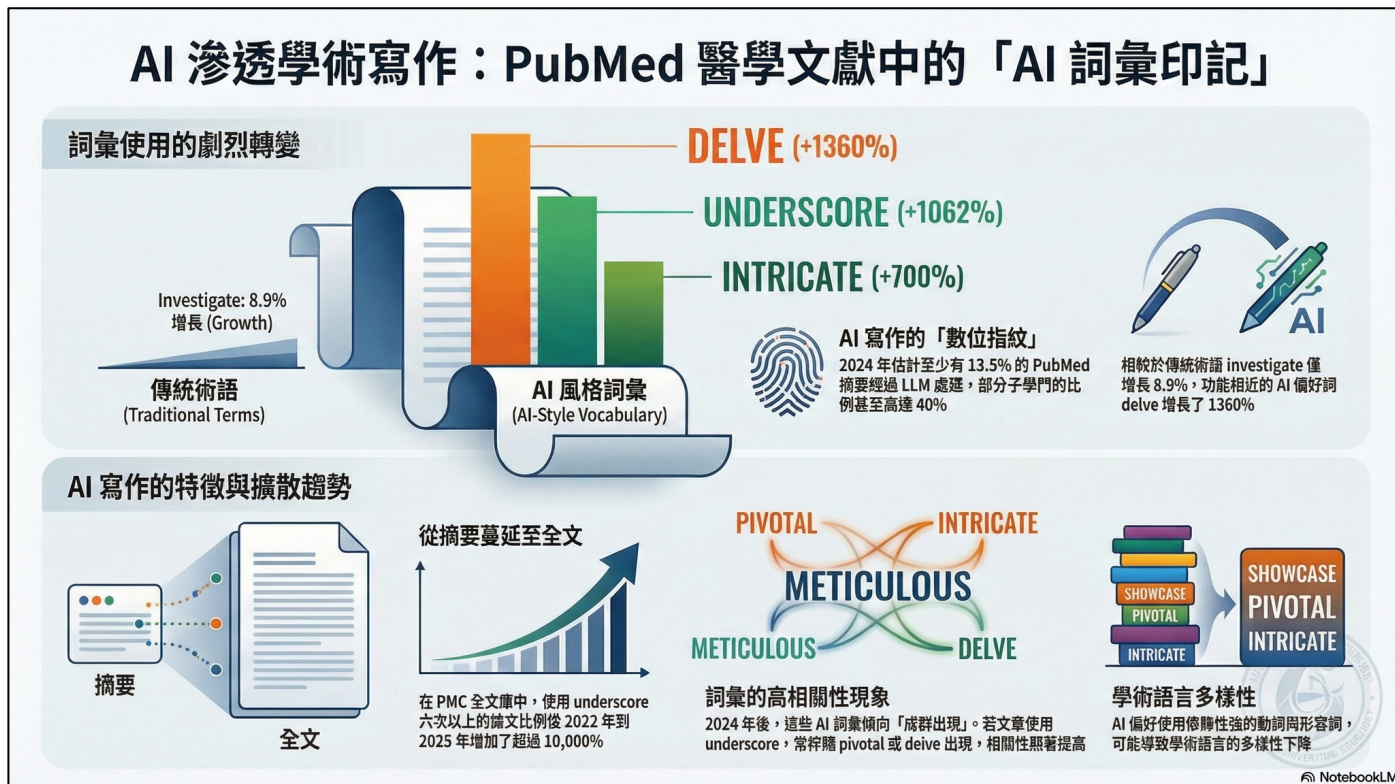 AI 滲透學術寫作：PubMed 醫學文獻中的「AI 詞彙印記」
詞彙使用的劇烈轉變
DELVE (+1360%)
UNDERSCORE (+1062%)
INTRICATE (+700%)
Investigate: 8.9%
增長 (Growth)
傳統術語
(Traditional Terms)
AI 風格詞彙
(AI-Style Vocabulary)
AI 寫作的「數位指紋」
2024 年估計至少有 13.5% 的 PubMed
摘要經過 LLM 處，部分子學門的比
例甚至高達 40%
AI
相較於傳統術語 investigate 僅
增長 8.9%，功能相近的 AI 偏好詞
delve 增長了 1360%
AI 寫作的特徵與擴散趨勢
摘要
全文
從摘要蔓延至全文
在 PMC 全文庫中，使用 underscore
六次以上的文比例從 2022 年到
2025 年增加了超過 10,000%
PIVOTAL
INTRICATE
METICULOUS
METICULOUS
DELVE
詞彙的高相關性現象
2024 年後，這些 AI 詞彙傾向「成群出現」。若文章使用
underscore，常 pivotal 或 deive 出現，相關性著提高
SHOWCASE
PIVOTAL
INTRICATE
SHOWCASE
PIVOTAL
INTRICATE
學術語言多樣性
AI 偏好使用性強的動詞形容詞，
可能導致學術語言的多樣性下降
NotebookLM